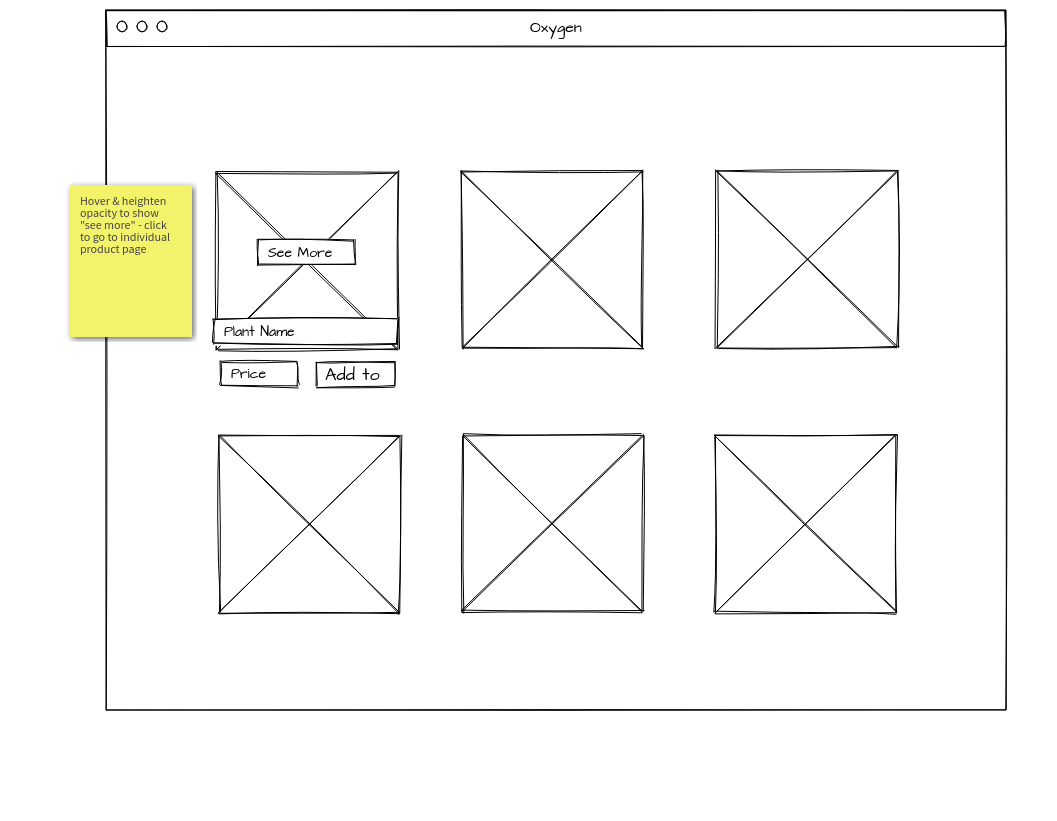 Oxygen
Hover & heighten
opacity to show
"see more" - click
to go to individual
product page
See More
Plant Name
Price
Add to